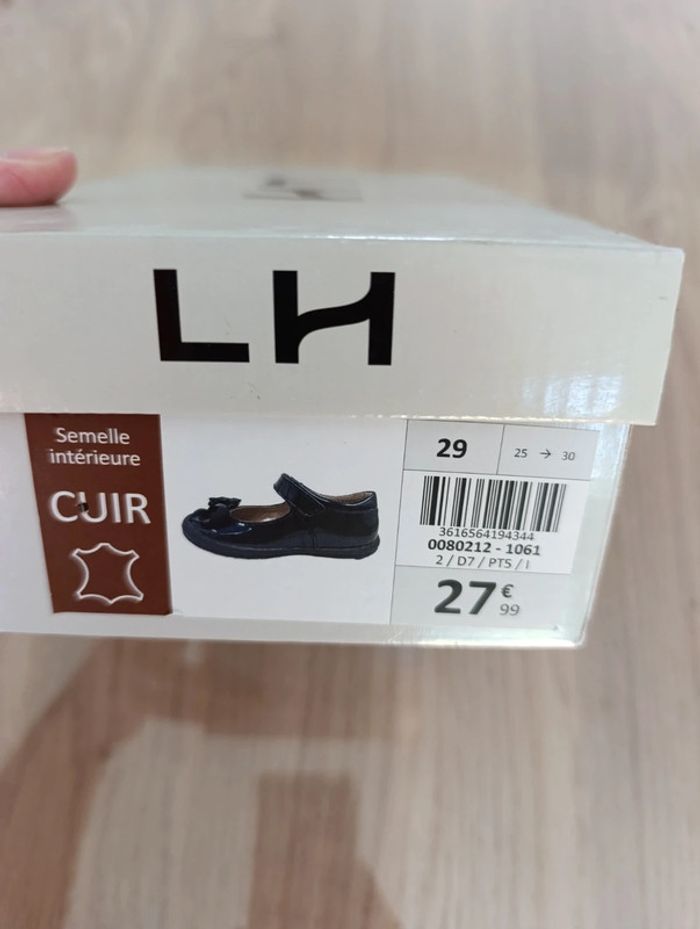 LH
Semelle
intérieure
CUIR
29
25 → 30
3616564194344
0080212 - 1061
2 / D7 / PTS / I
27€99